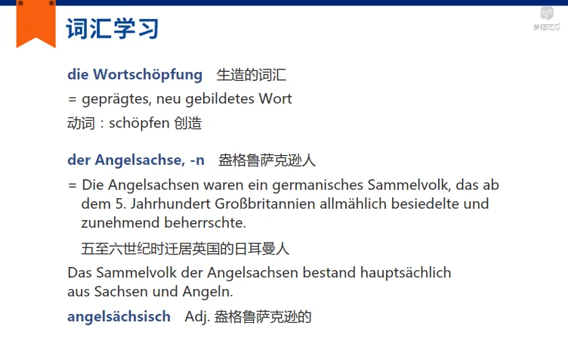 词汇学习
梦糯吃瓜
die Wortschöpfung 生造的词汇
= geprägtes, neu gebildetes Wort
动词：schöpfen 创造
der Angelsachse, -n 盎格鲁萨克逊人
= Die Angelsachsen waren ein germanisches Sammelvolk, das ab
dem 5. Jahrhundert Großbritannien allmählich besiedelte und
zunehmend beherrschte.
五至六世纪时迁居英国的日耳曼人
Das Sammelvolk der Angelsachsen bestand hauptsächlich
aus Sachsen und Angeln.
angelsächsisch Adj. 盎格鲁萨克逊的